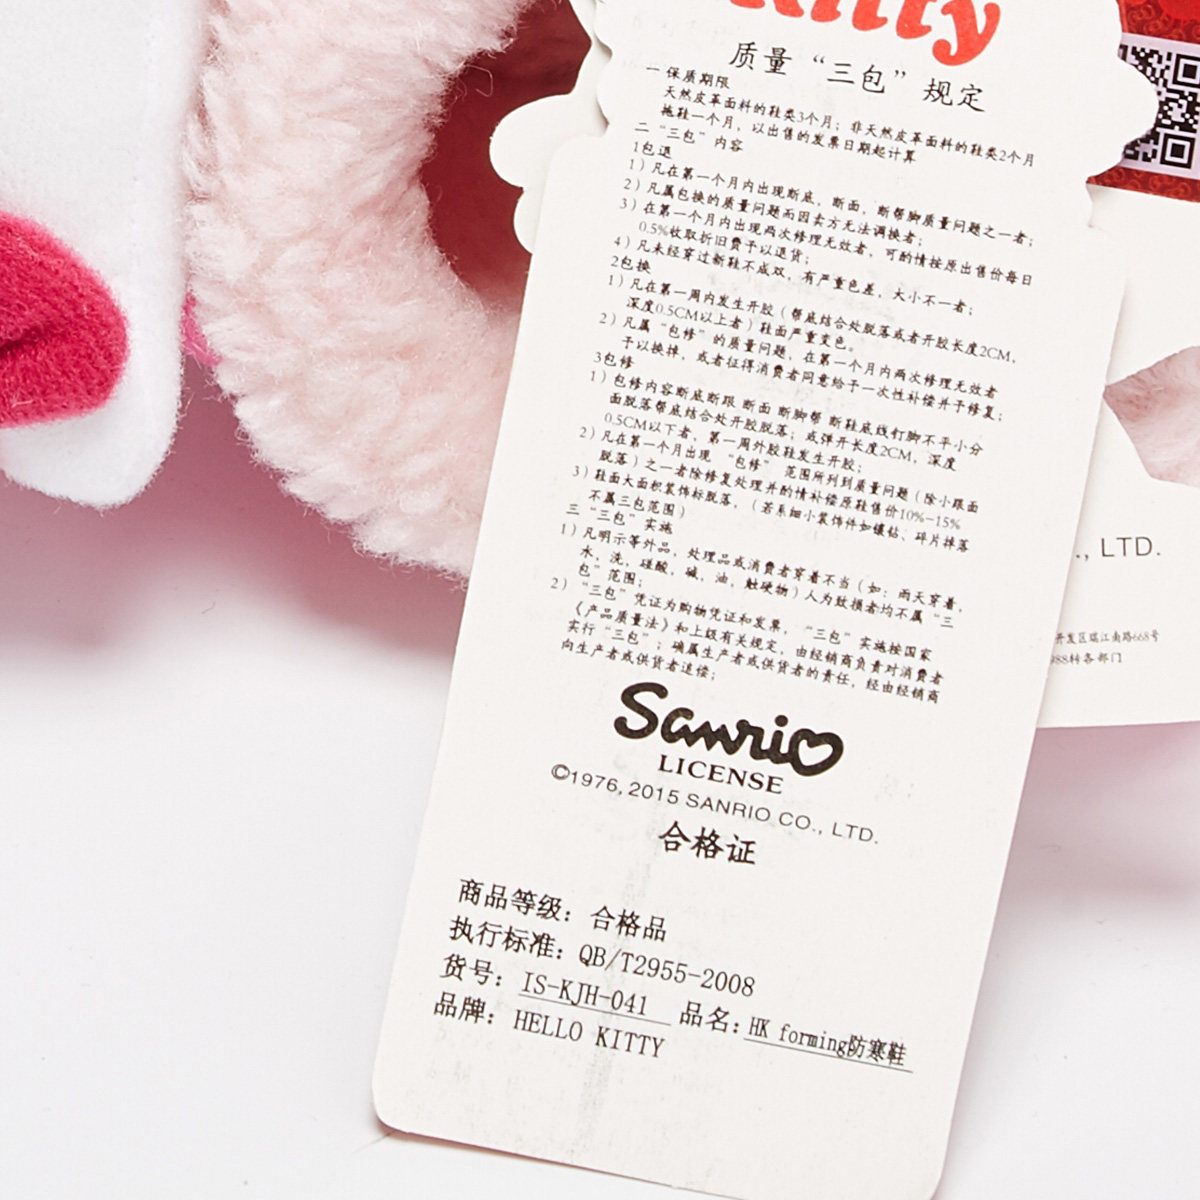 Kitty
质量“三包”规定
一 保质期限
天然皮革面料的鞋类3个月；非天然皮革面料的鞋类2个月
拖鞋一个月，以出售的发票日期起计算
二“三包”内容
1包退
1）凡在第一个月内出现断底，断面，断帮脚质量问题之一者；
2）凡属包换的质量问题而因卖方无法调换者；
3）在第一个月内出现两次修理无效者，可酌情按原出售价每日
0.5%收取折旧费予以退货；
4）凡未经穿过新鞋不成双，有严重色差，大小不一者；
2包换
1）凡在第一周内发生开胶（帮底结合处脱落或者开胶长度2CM，
深度0.5CM以上者）鞋面严重变色。
2）凡属“包修”的质量问题，在第一个月内两次修理无效者
予以换掉，或者征得消费者同意给予一次性补偿并予修复；
3包修
1）包修内容断底断跟 断面 断脚帮 断鞋底线钉脚不平小分
面脱落帮底结合处开胶脱落；或弹开长度2CM，深度
0.5CM以下者，第一周外胶鞋发生开胶；
2）凡在第一个月出现“包修”范围所列到质量问题（除小跟面
脱落）之一者除修复处理并酌情补偿原鞋售价10%-15%
3）鞋面大面积装饰标脱落，（若系细小装饰件如镶钻、碎片掉落
不属三包范围）
三“三包”实施
1）凡明示等外品，处理品或消费者穿着不当（如：雨天穿着，
水，洗，碰酸，碱，油，触硬物）人为致损者均不属“三
包”范围；
2）“三包”凭证为购物凭证和发票，“三包”实施按国家
《产品质量法》和上级有关规定，由经销商负责对消费者
实行“三包”；确属生产者或供货者的责任，经由经销商
向生产者或供货者追偿；
Sanrio
LICENSE
©1976, 2015 SANRIO CO., LTD.
合格证
商品等级：合格品
执行标准：QB/T2955-2008
货号：IS-KJH-041 品名：HK forming防寒鞋
品牌：HELLO KITTY
., LTD.
开发区瑞江南路668号
988转各部门